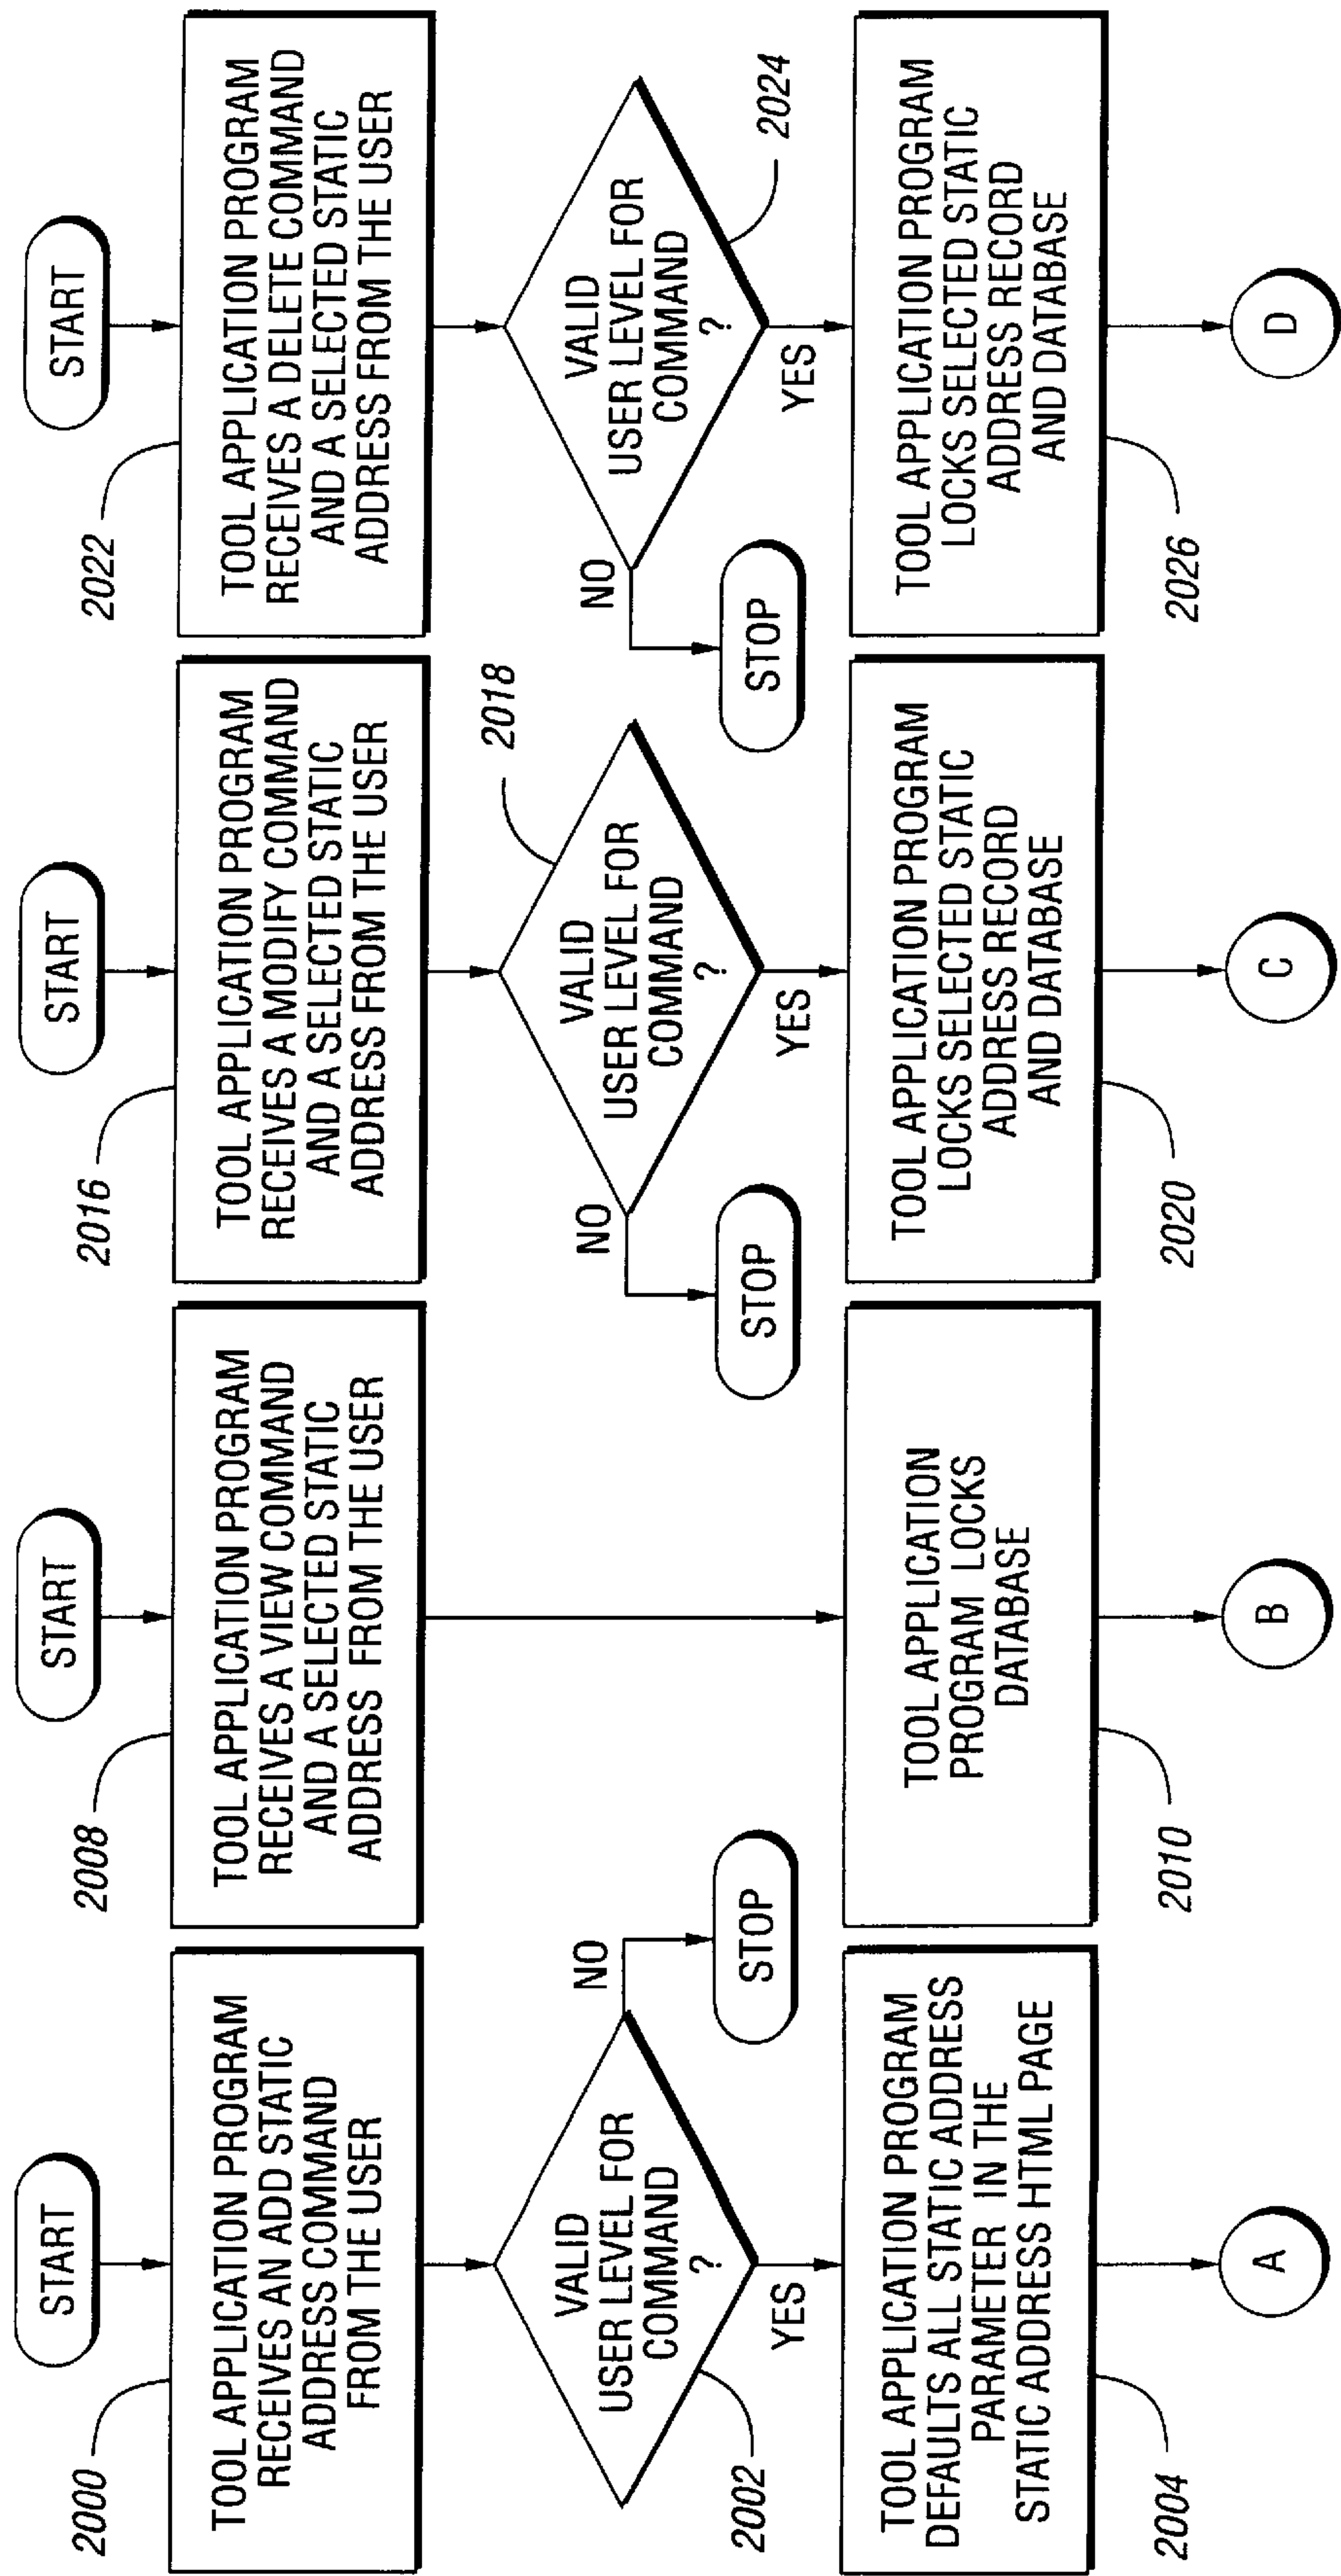 START
2000
TOOL APPLICATION PROGRAM
RECEIVES AN ADD STATIC
ADDRESS COMMAND
FROM THE USER
VALID
USER LEVEL FOR
COMMAND
?
NO
STOP
2002
YES
TOOL APPLICATION PROGRAM
DEFAULTS ALL STATIC ADDRESS
PARAMETER IN THE
STATIC ADDRESS HTML PAGE
2004
A
START
2008
TOOL APPLICATION PROGRAM
RECEIVES A VIEW COMMAND
AND A SELECTED STATIC
ADDRESS FROM THE USER
TOOL APPLICATION
PROGRAM LOCKS
DATABASE
2010
B
START
2016
TOOL APPLICATION PROGRAM
RECEIVES A MODIFY COMMAND
AND A SELECTED STATIC
ADDRESS FROM THE USER
2018
VALID
USER LEVEL FOR
COMMAND
?
NO
STOP
YES
TOOL APPLICATION PROGRAM
LOCKS SELECTED STATIC
ADDRESS RECORD
AND DATABASE
2020
C
START
2022
TOOL APPLICATION PROGRAM
RECEIVES A DELETE COMMAND
AND A SELECTED STATIC
ADDRESS FROM THE USER
2024
VALID
USER LEVEL FOR
COMMAND
?
NO
STOP
YES
TOOL APPLICATION PROGRAM
LOCKS SELECTED STATIC
ADDRESS RECORD
AND DATABASE
2026
D